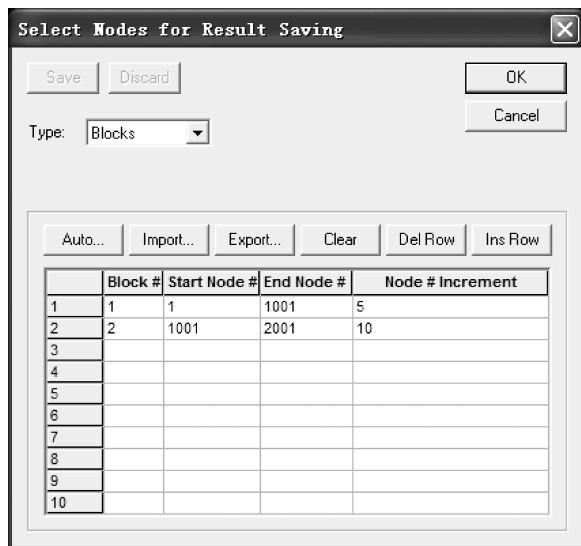 Select Nodes for Result Saving
Save Discard OK
Cancel
Type: Blocks
Auto... Import... Export... Clear Del Row Ins Row
Block # Start Node # End Node # Node # Increment
1 1 1 1001 5
2 2 1001 2001 10
3
4
5
6
7
8
9
10